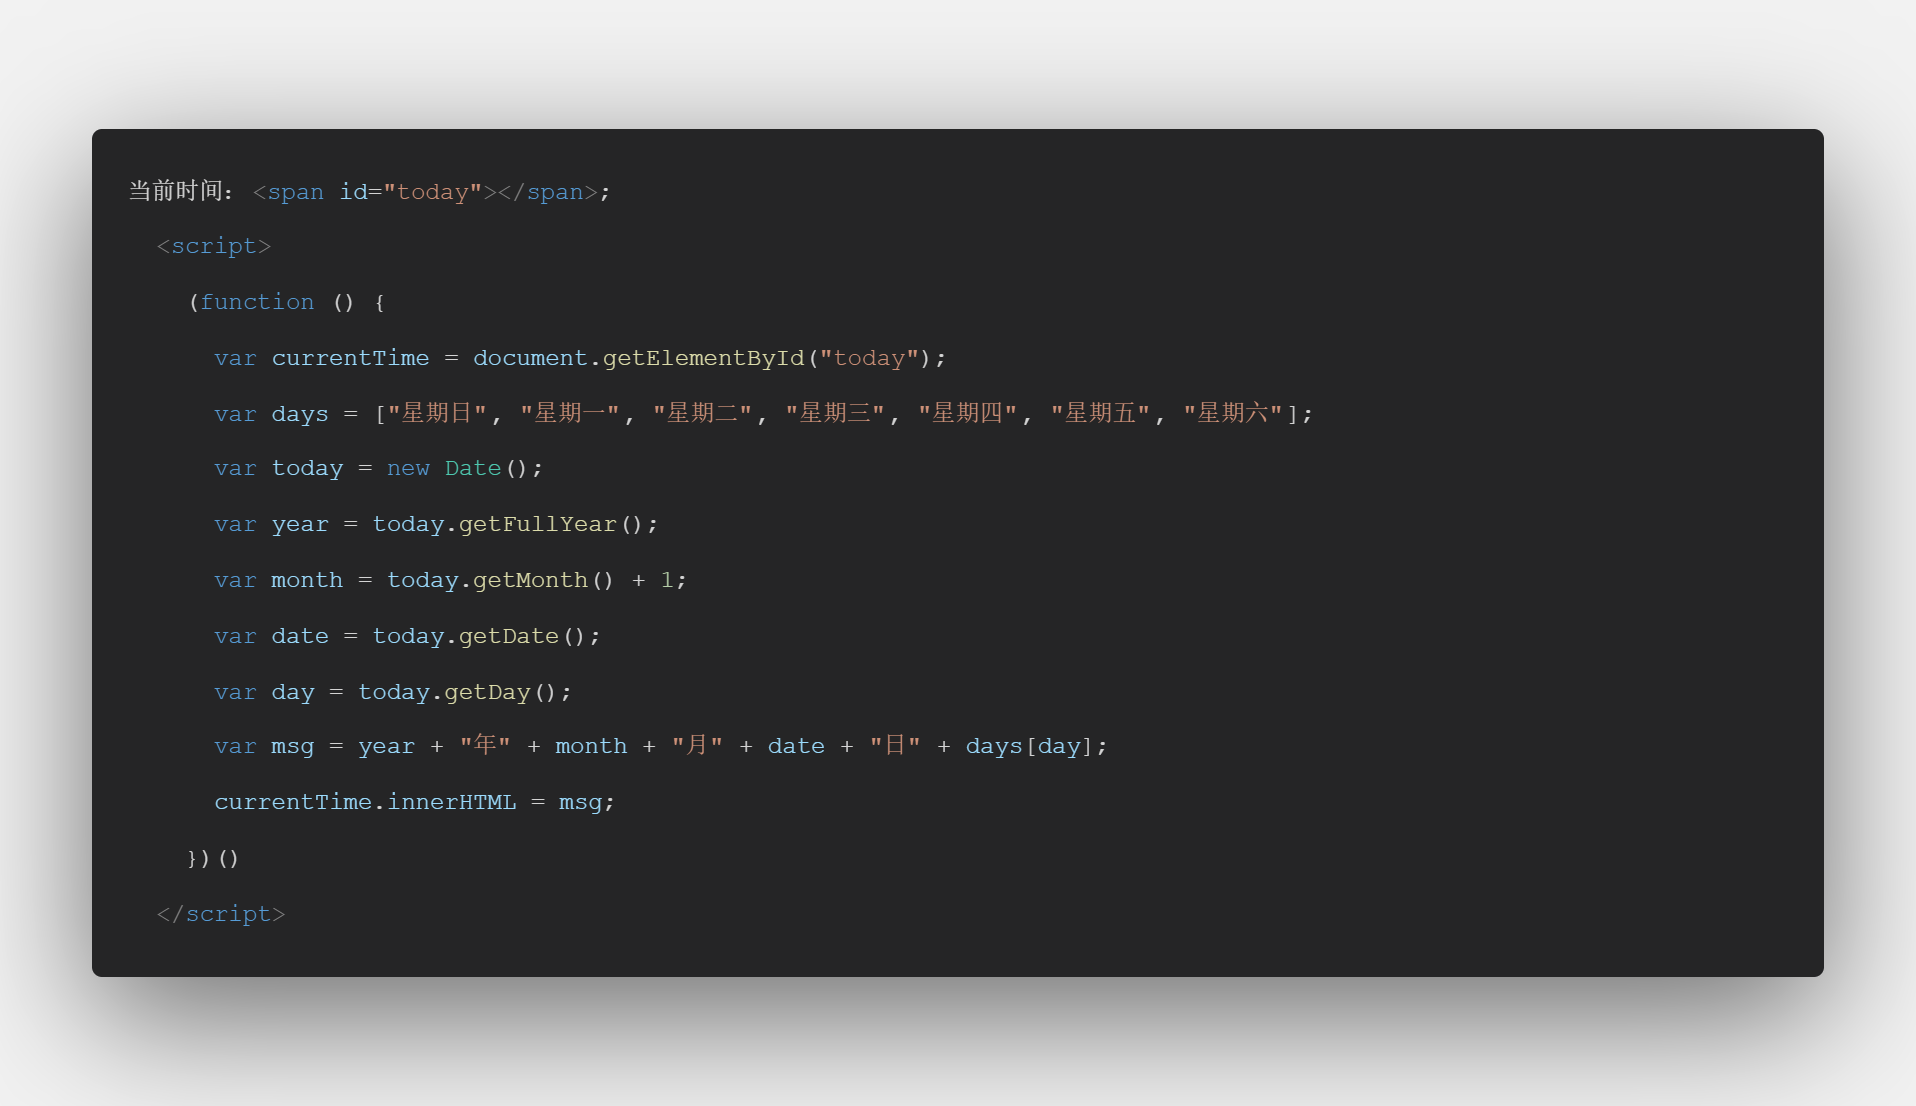 当前时间：<span id="today"></span>;
<script>
(function () {
var currentTime = document.getElementById("today");
var days = ["星期日", "星期一", "星期二", "星期三", "星期四", "星期五", "星期六"];
var today = new Date();
var year = today.getFullYear();
var month = today.getMonth() + 1;
var date = today.getDate();
var day = today.getDay();
var msg = year + "年" + month + "月" + date + "日" + days[day];
currentTime.innerHTML = msg;
})()
</script>